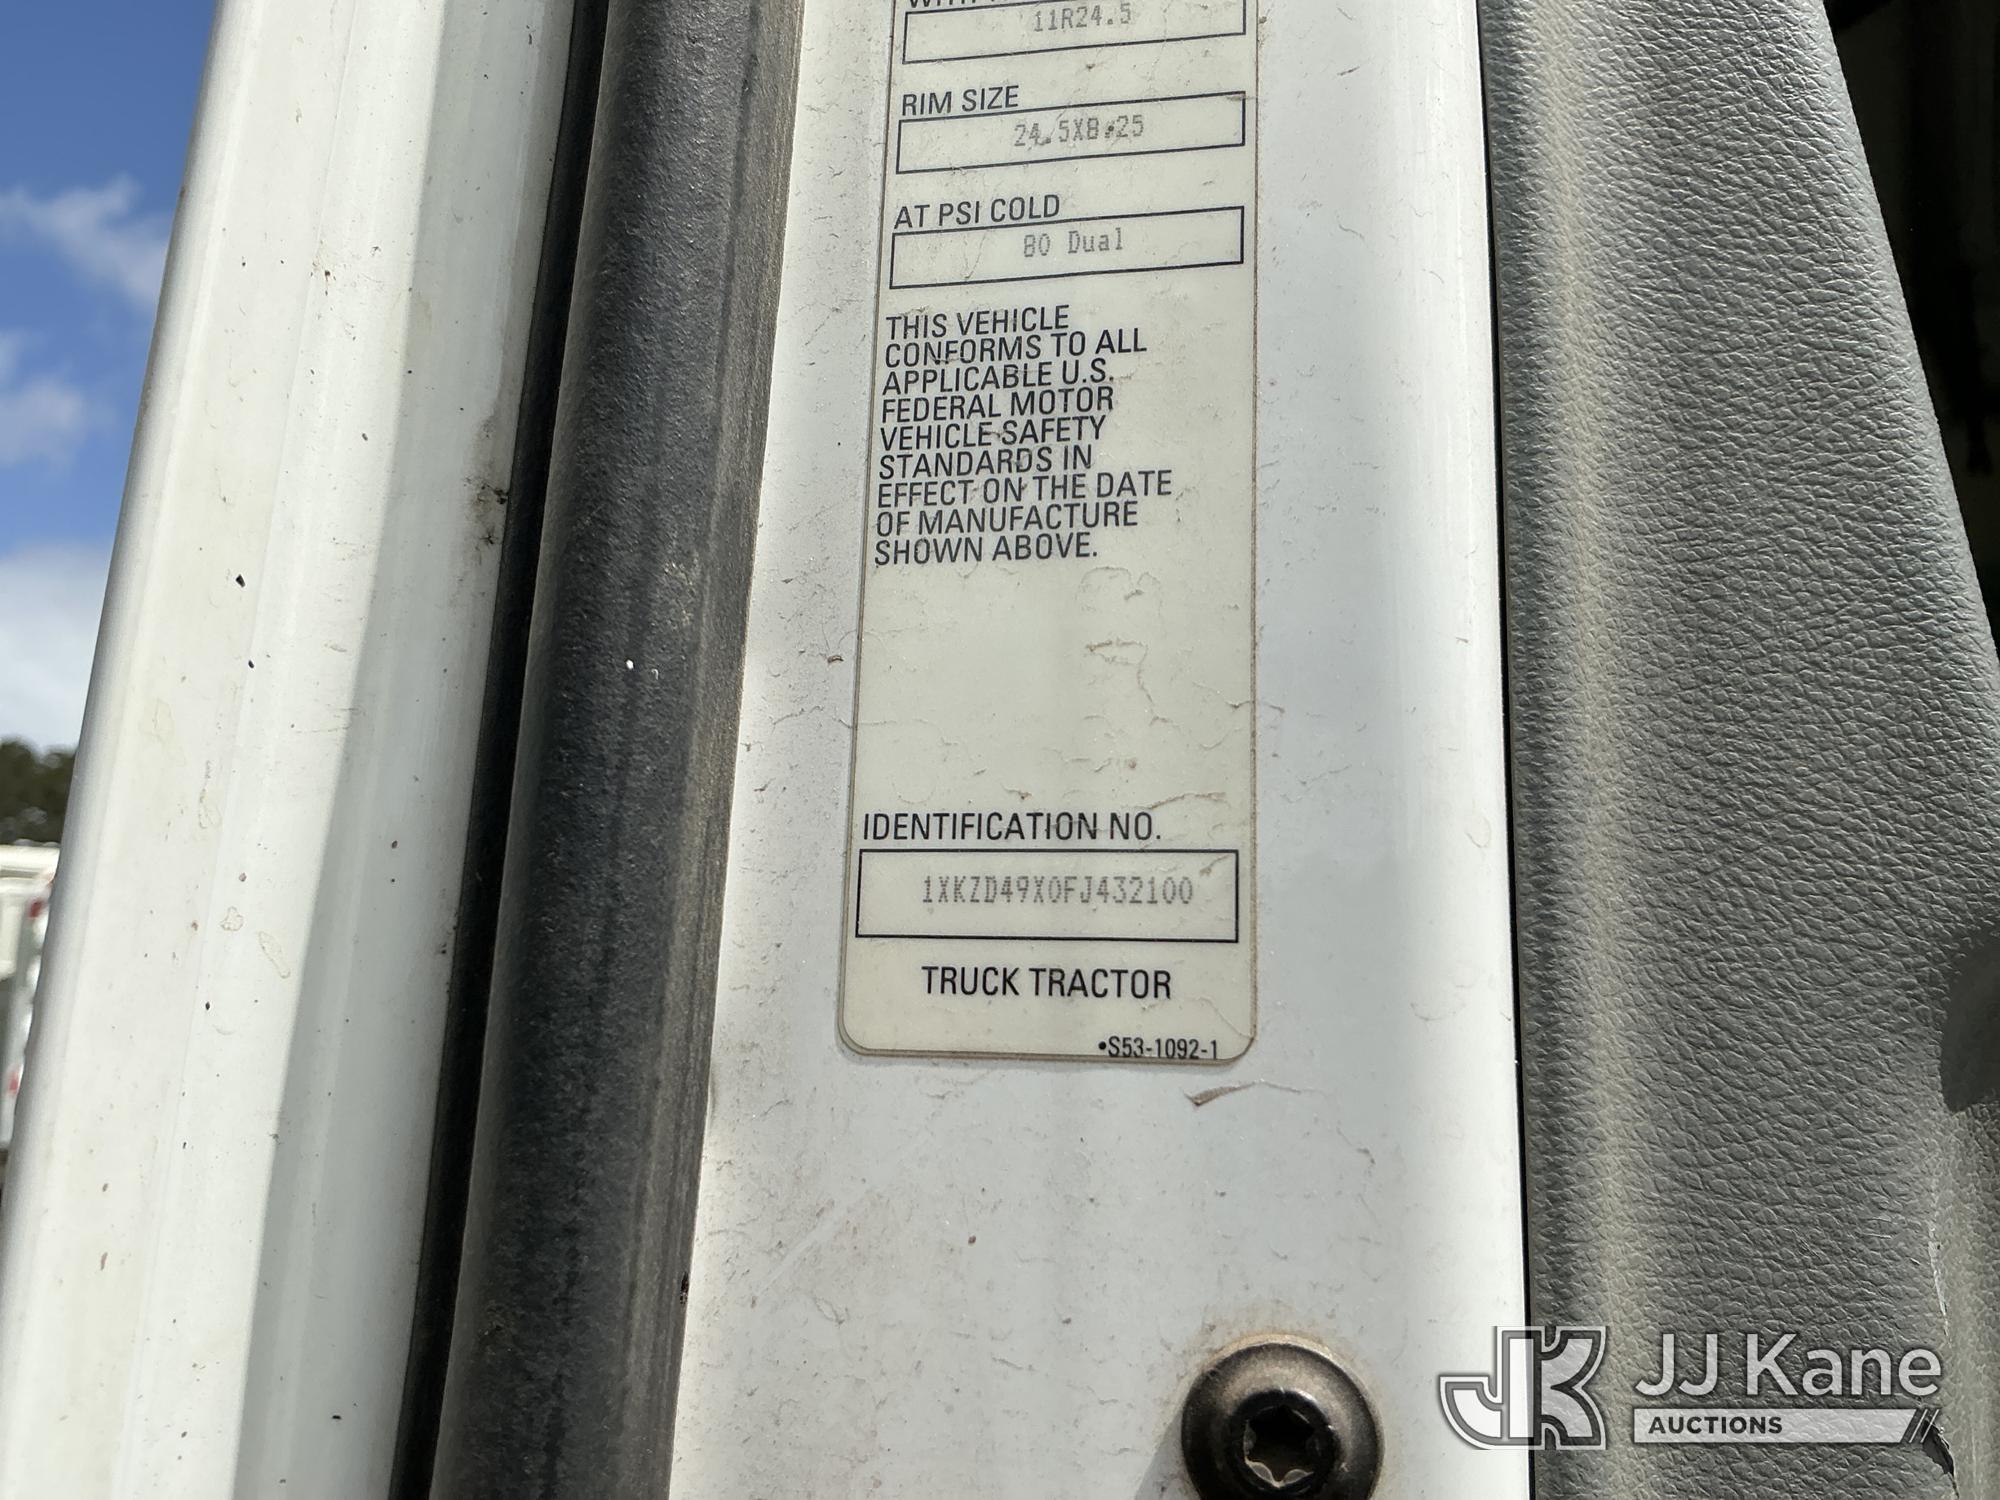 11R24.5
RIM SIZE
24.5X8.25
AT PSI COLD
80 Dual
THIS VEHICLE
CONFORMS TO ALL
APPLICABLE U.S.
FEDERAL MOTOR
VEHICLE SAFETY
STANDARDS IN
EFFECT ON THE DATE
OF MANUFACTURE
SHOWN ABOVE.
IDENTIFICATION NO.
1XKZD49X0FJ432100
TRUCK TRACTOR
•S53-1092-1
JK JJ Kane
AUCTIONS